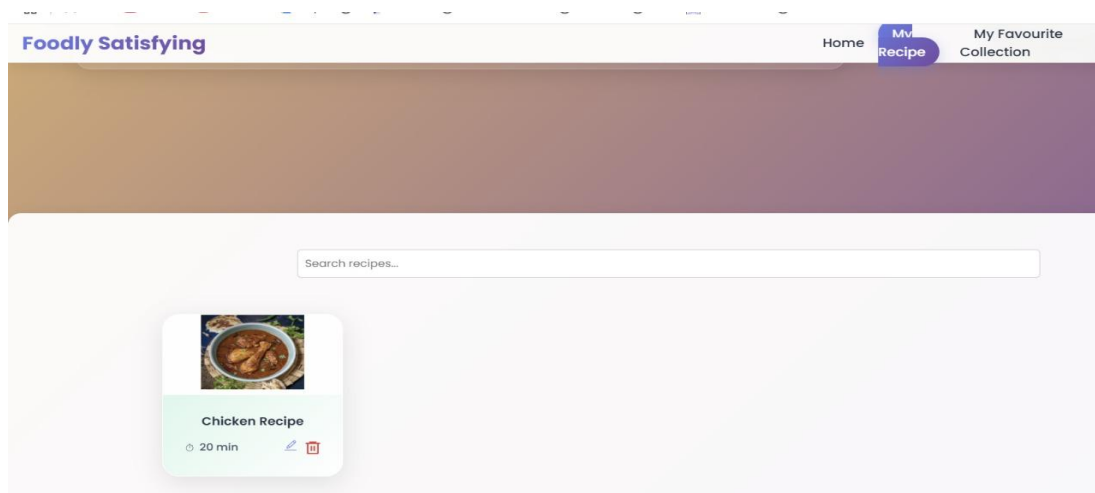 Foodly Satisfying
Home
My
Recipe
My Favourite
Collection
Search recipes...
Chicken Recipe
20 min